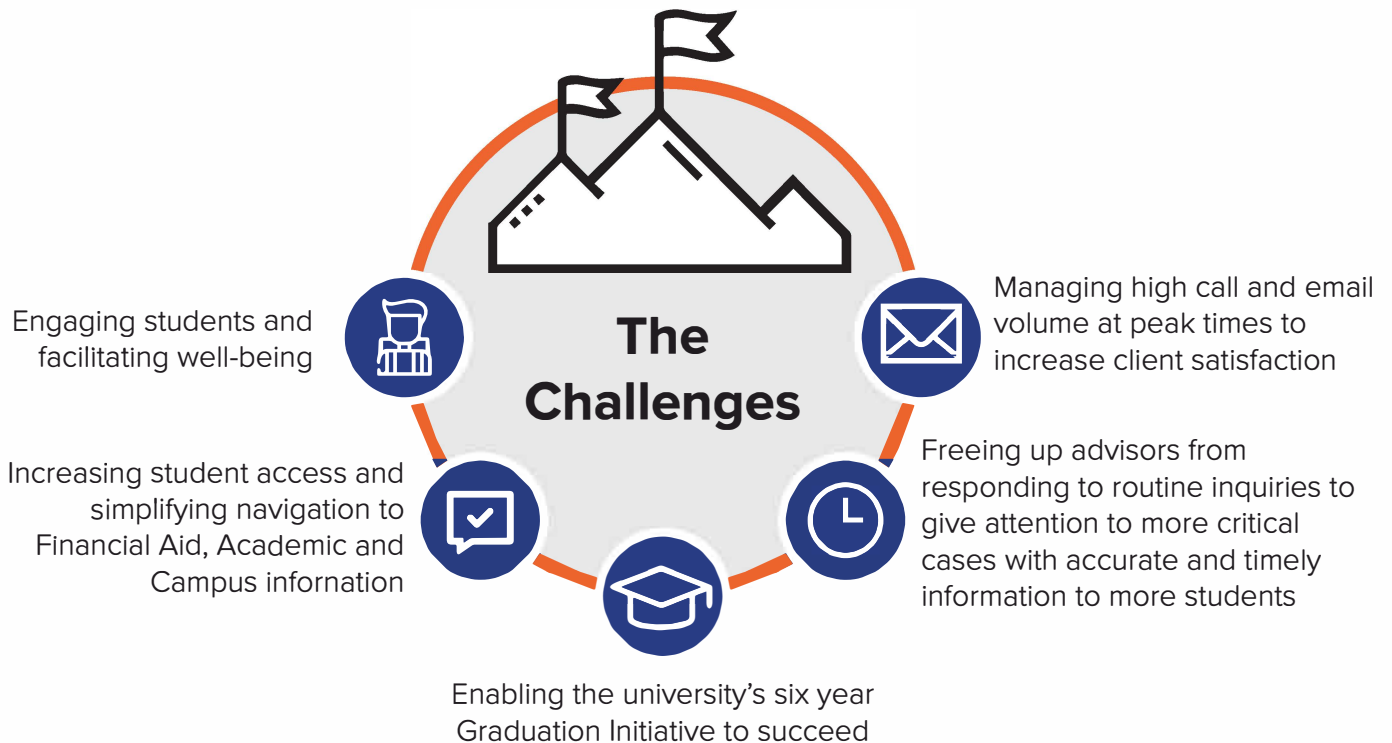 The
Challenges
Engaging students and
facilitating well-being
Increasing student access and
simplifying navigation to
Financial Aid, Academic and
Campus infornation
Enabling the university's six year
Graduation Initiative to succeed
Freeing up advisors from
responding to routine inquiries to
give attention to more critical
cases with accurate and timely
information to more students
Managing high call and email
volume at peak times to
increase client satisfaction